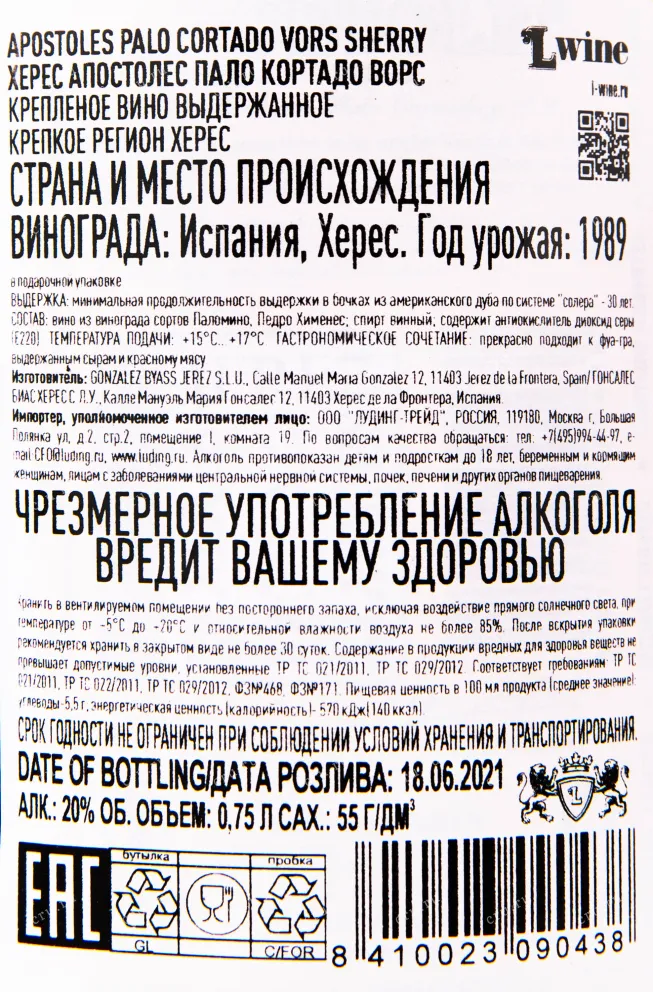 APOSTOLES PALO CORTADO VORS SHERRY
ХЕРЕС АПОСТОЛЕС ПАЛО КОРТАДО ВОРС
КРЕПЛЕНОЕ ВИНО ВЫДЕРЖАННОЕ
КРЕПКОЕ РЕГИОН ХЕРЕС
Lwine
l-wine.ru
СТРАНА И МЕСТО ПРОИСХОЖДЕНИЯ
ВИНОГРАДА: Испания, Херес. Год урожая: 1989
в подарочной упаковке
ВЫДЕРЖКА: минимальная продолжительность выдержки в бочках из американского дуба по системе "солера" - 30 лет.
СОСТАВ: вино из винограда сортов Паломино, Педро Хименес; спирт винный; содержит антиокислитель диоксид серы
(Е220) ТЕМПЕРАТУРА ПОДАЧИ: +15°С.. +17°С. ГАСТРОНОМИЧЕСКОЕ СОЧЕТАНИЕ: прекрасно подходит к фуа-гра,
выдержанным сырам и красному мясу
Изготовитель: GONZALEZ BYASS JEREZ S.L.U., Calle Manuel Maria Gonzalez 12, 11403 Jerez de la Frontera, Spain/ГОНСАЛЕС
БИАС ХЕРЕС С.Л.У., Калле Мануэль Мария Гонсалег 12, 11403 Херес де ла Фронтера, Испания.
Импортер, уполномоченное изготовителем лицо: ООО "ЛУДИНГ-ТРЕЙД", РОССИЯ, 119180, Москва г, Большая
Полянка ул, д.2, стр.2, помещение I, комната 19. По вопросам качества обращаться: тел: +7(495)994-44-97, e-
mail:CFO@luding.ru, www.luding.ru. Алкоголь противопоказан детям и подросткам до 18 лет, беременным и кормящим
женщинам, лицам с заболеваниями центральной нервной системы, почек, печени и других органов пищеварения.
ЧРЕЗМЕРНОЕ УПОТРЕБЛЕНИЕ АЛКОГОЛЯ
ВРЕДИТ ВАШЕМУ ЗДОРОВЬЮ
Хранить в вентилируемом помещении без постороннего запаха, исключая воздействие прямого солнечного света, при
температуре от -5°С до +20°С и относительной влажности воздуха не более 85%. После вскрытия упаковки
рекомендуется хранить в закрытом виде не более 30 суток. Содержание в продукции вредных для здоровья веществ не
превышает допустимые уровни, установленные ТР ТС 021/2011, ТР ТС 029/2012. Соответствует требованиям: ТР ТС
021/2011, ТР ТС 022/2011, ТР ТС 029/2012, ФЗ№468, ФЗ№171. Пищевая ценность в 100 мл продукта (среднее значение):
углеводы-5,5 г, энергетическая ценность (калорийность)- 570 кДж(140 ккал).
СРОК ГОДНОСТИ НЕ ОГРАНИЧЕН ПРИ СОБЛЮДЕНИИ УСЛОВИЙ ХРАНЕНИЯ И ТРАНСПОРТИРОВАНИЯ.
DATE OF BOTTLING/ДАТА РОЗЛИВА: 18.06.2021
АЛК.: 20% ОБ. ОБЪЕМ: 0,75 Л САХ.: 55 Г/ДМ³
EAC
бутылка
пробка
GL
C/FOR
8 410023 090438